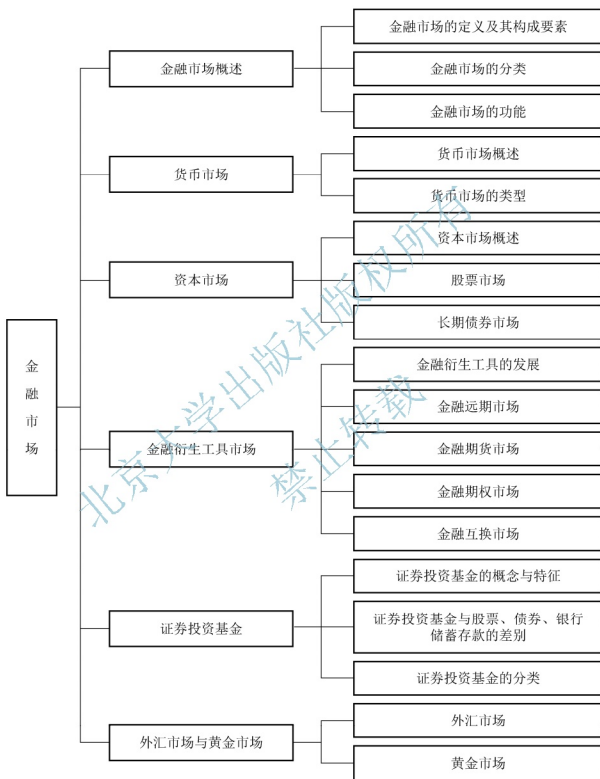 金融市场
金融市场概述
金融市场的定义及其构成要素
金融市场的分类
金融市场的功能
货币市场
货币市场概述
货币市场的类型
资本市场
资本市场概述
股票市场
长期债券市场
金融衍生工具市场
金融衍生工具的发展
金融远期市场
金融期货市场
金融期权市场
金融互换市场
证券投资基金
证券投资基金的概念与特征
证券投资基金与股票、债券、银行
储蓄存款的差别
证券投资基金的分类
外汇市场与黄金市场
外汇市场
黄金市场
北京大学出版社版权所有
禁止转载